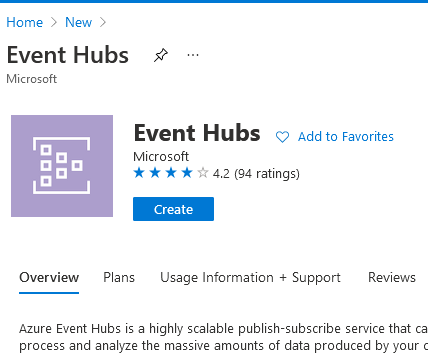 Home > New >
Event Hubs ...
Microsoft
Event Hubs Add to Favorites
Microsoft
4.2 (94 ratings)
Create
Overview Plans Usage Information + Support Reviews
Azure Event Hubs is a highly scalable publish-subscribe service that
process and analyze the massive amounts of data produced by your